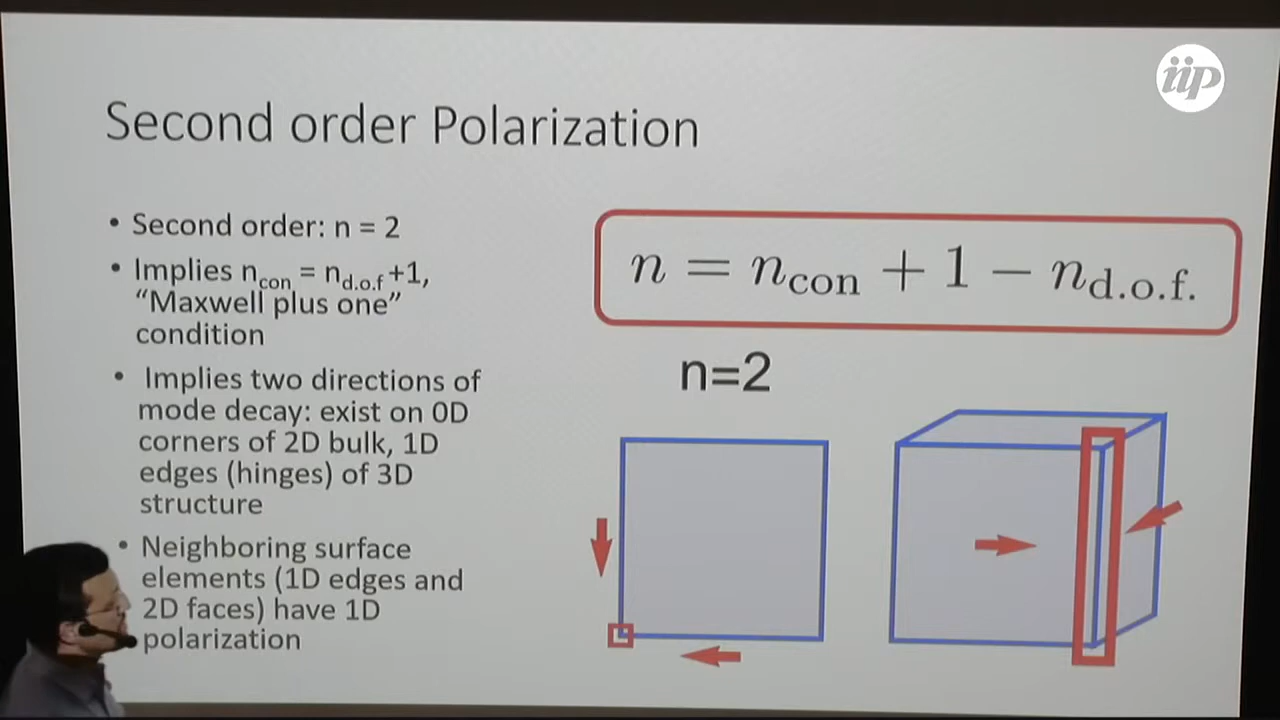 iip
Second order Polarization
• Second order: n = 2
• Implies n_con = n_d.o.f +1,
“Maxwell plus one”
condition
• Implies two directions of
mode decay: exist on 0D
corners of 2D bulk, 1D
edges (hinges) of 3D
structure
• Neighboring surface
elements (1D edges and
2D faces) have 1D
polarization
n = n_con + 1 − n_d.o.f.
n=2